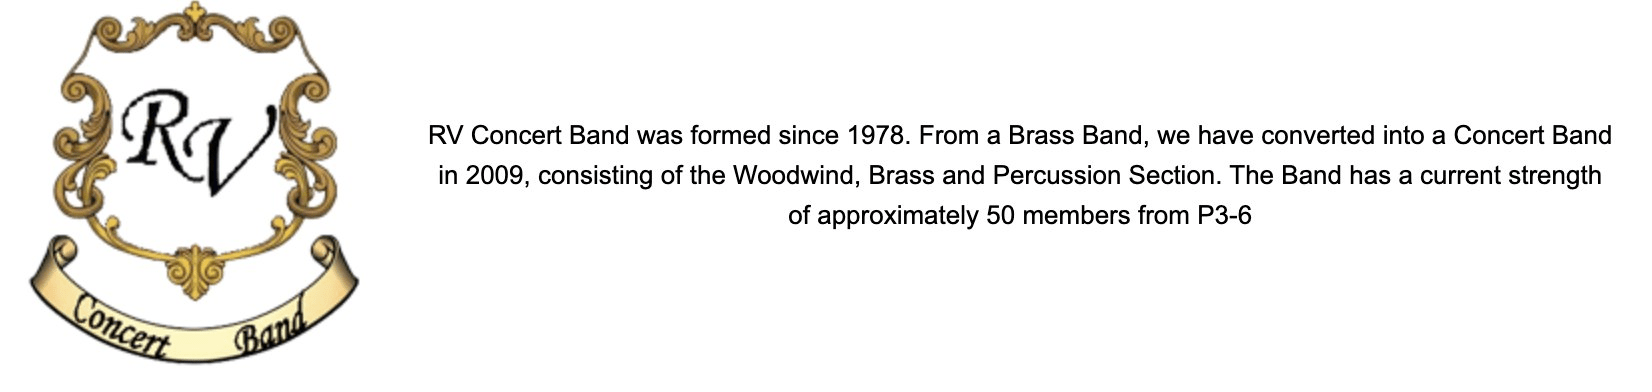 RV
Concert Band
RV Concert Band was formed since 1978. From a Brass Band, we have converted into a Concert Band
in 2009, consisting of the Woodwind, Brass and Percussion Section. The Band has a current strength
of approximately 50 members from P3-6